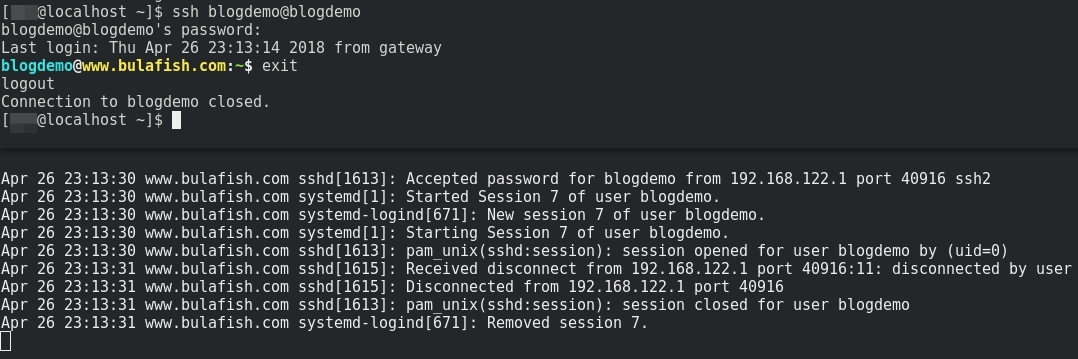 [ @localhost ~]$ ssh blogdemo@blogdemo
blogdemo@blogdemo's password:
Last login: Thu Apr 26 23:13:14 2018 from gateway
blogdemo@www.bulafish.com:~$ exit
logout
Connection to blogdemo closed.
[ @localhost ~]$
Apr 26 23:13:30 www.bulafish.com sshd[1613]: Accepted password for blogdemo from 192.168.122.1 port 40916 ssh2
Apr 26 23:13:30 www.bulafish.com systemd[1]: Started Session 7 of user blogdemo.
Apr 26 23:13:30 www.bulafish.com systemd-logind[671]: New session 7 of user blogdemo.
Apr 26 23:13:30 www.bulafish.com systemd[1]: Starting Session 7 of user blogdemo.
Apr 26 23:13:30 www.bulafish.com sshd[1613]: pam_unix(sshd:session): session opened for user blogdemo by (uid=0)
Apr 26 23:13:31 www.bulafish.com sshd[1615]: Received disconnect from 192.168.122.1 port 40916:11: disconnected by user
Apr 26 23:13:31 www.bulafish.com sshd[1615]: Disconnected from 192.168.122.1 port 40916
Apr 26 23:13:31 www.bulafish.com sshd[1613]: pam_unix(sshd:session): session closed for user blogdemo
Apr 26 23:13:31 www.bulafish.com systemd-logind[671]: Removed session 7.